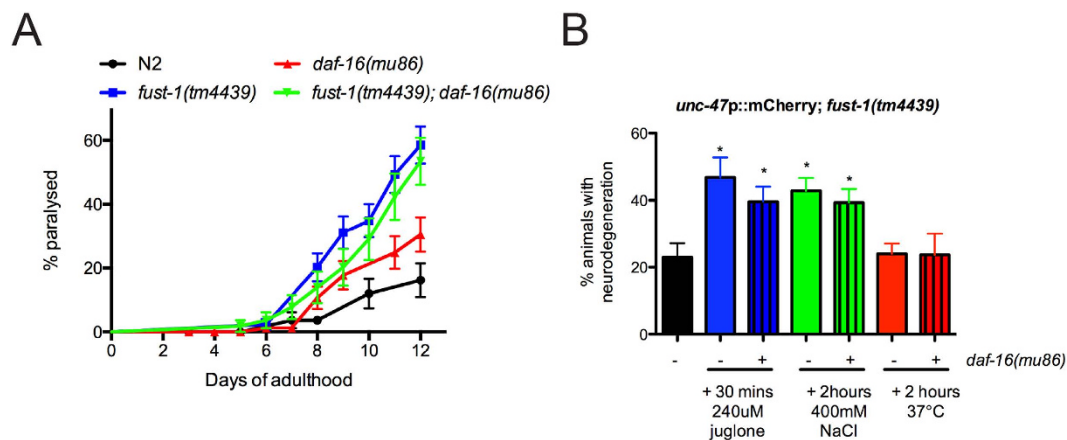 A
N2
daf-16(mu86)
fust-1(tm4439)
fust-1(tm4439); daf-16(mu86)
% paralysed
60
40
20
0
0 2 4 6 8 10 12
Days of adulthood
B
unc-47p::mCherry; fust-1(tm4439)
% animals with
neurodegeneration
60
40
20
0
* * * *
- - + - + - + daf-16(mu86)
+ 30 mins
240uM
juglone
+ 2hours
400mM
NaCl
+ 2 hours
37°C